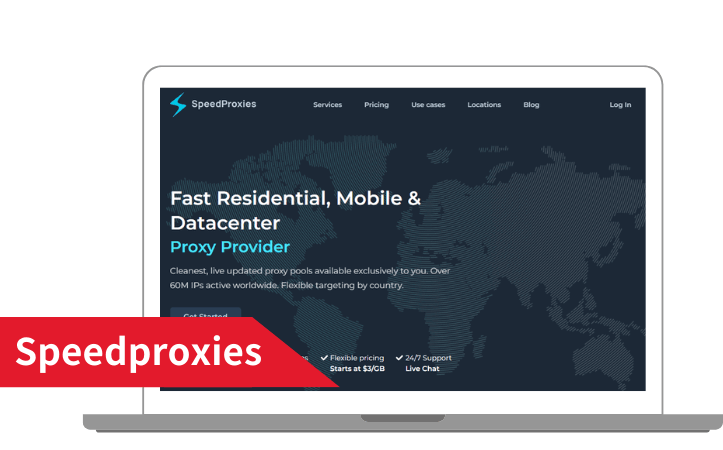 SpeedProxies
Services Pricing Use cases Locations Blog Log In
Fast Residential, Mobile &
Datacenter
Proxy Provider
Cleanest, live updated proxy pools available exclusively to you. Over
60M IPs active worldwide. Flexible targeting by country.
Get Started
Speedproxies
Flexible pricing 24/7 Support
Starts at $3/GB Live Chat